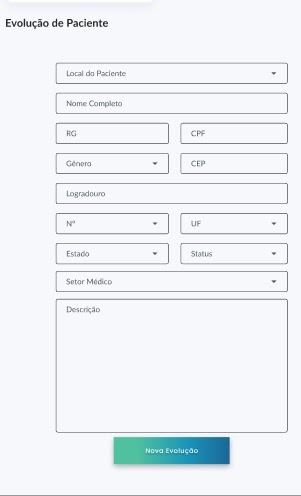 Evolução de Paciente
Local do Paciente
Nome Completo
RG CPF
Gênero CEP
Logradouro
Nº UF
Estado Status
Setor Médico
Descrição
Nova Evolução